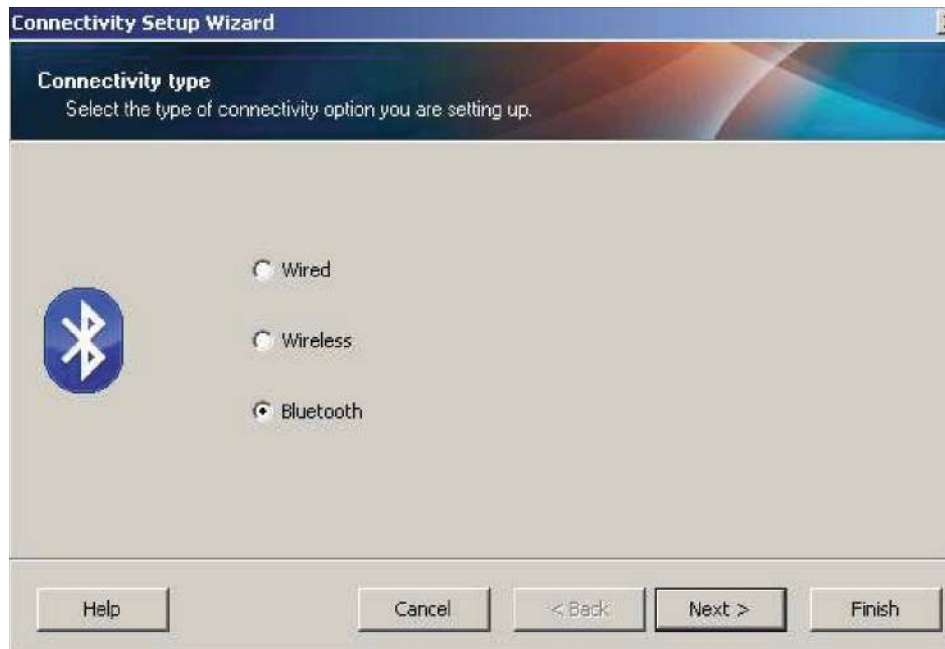 Connectivity Setup Wizard
Connectivity type
Select the type of connectivity option you are setting up.
Wired
Wireless
Bluetooth
Help
Cancel
< Back
Next >
Finish